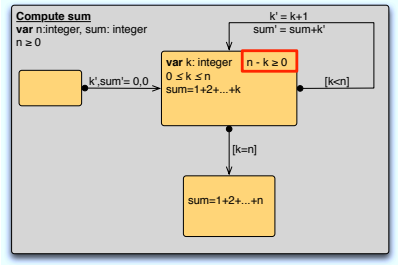 Compute sum
var n:integer, sum: integer
n ≥ 0
k' = k+1
sum' = sum+k'
k',sum'= 0,0
var k: integer
n - k ≥ 0
0 ≤ k ≤ n
sum=1+2+...+k
[k<n]
[k=n]
sum=1+2+...+n